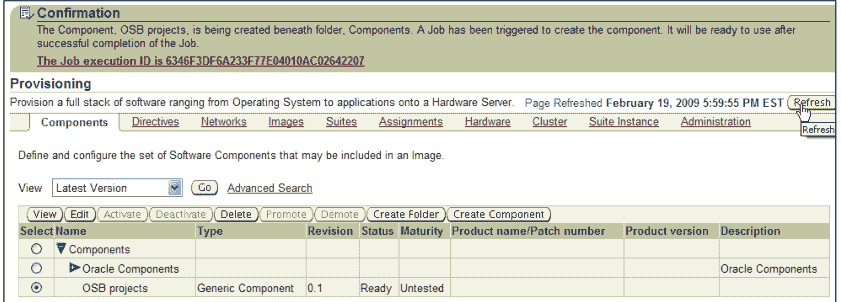 Confirmation
The Component, OSB projects, is being created beneath folder, Components. A Job has been triggered to create the component. It will be ready to use after
successful completion of the Job.
The Job execution ID is 6346F3DF6A233F77E04010AC02642207
Provisioning
Provision a full stack of software ranging from Operating System to applications onto a Hardware Server. Page Refreshed February 19, 2009 5:59:55 PM EST Refresh
Components Directives Networks Images Suites Assignments Hardware Cluster Suite Instance Administration
Refresh
Define and configure the set of Software Components that may be included in an Image.
View Latest Version Go Advanced Search
View Edit Activate Deactivate Delete Promote Demote Create Folder Create Component
Select Name Type Revision Status Maturity Product name/Patch number Product version Description
Components
Oracle Components Oracle Components
OSB projects Generic Component 0.1 Ready Untested